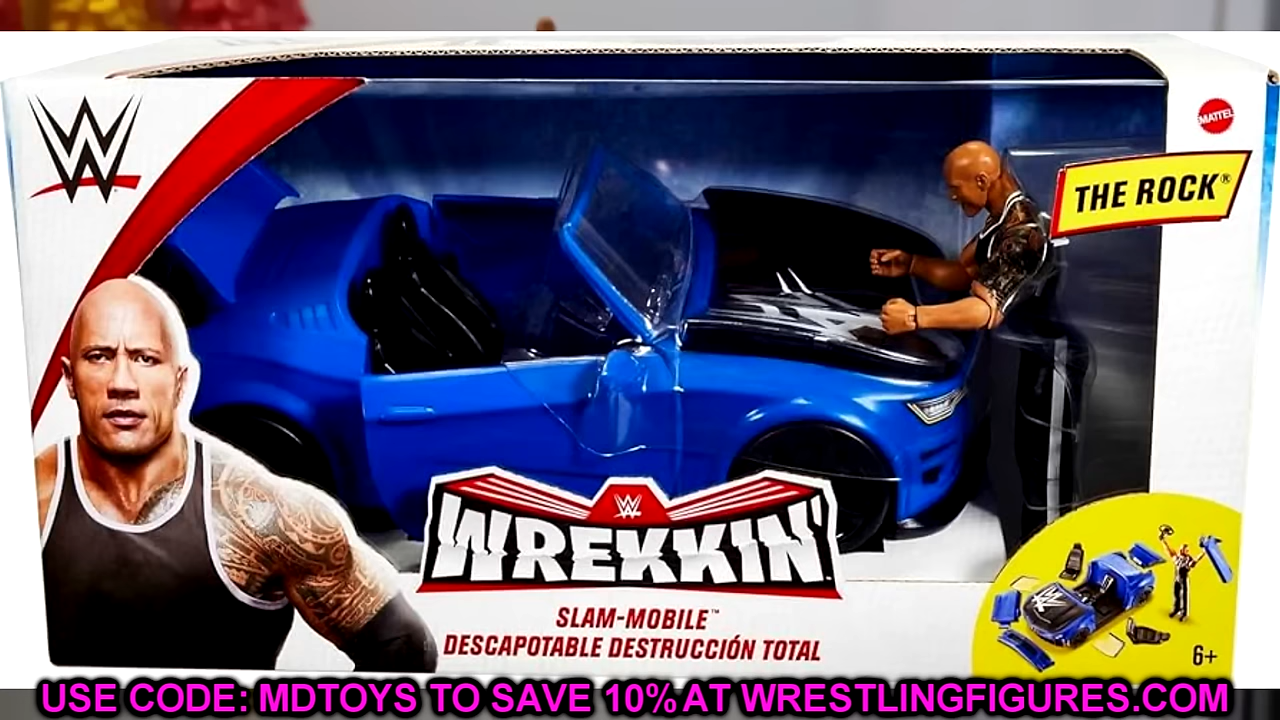 W
MATTEL
THE ROCK®
W
WREKKIN'
SLAM-MOBILE™
DESCAPOTABLE DESTRUCCIÓN TOTAL
6+
USE CODE: MDTOYS TO SAVE 10% AT WRESTLINGFIGURES.COM